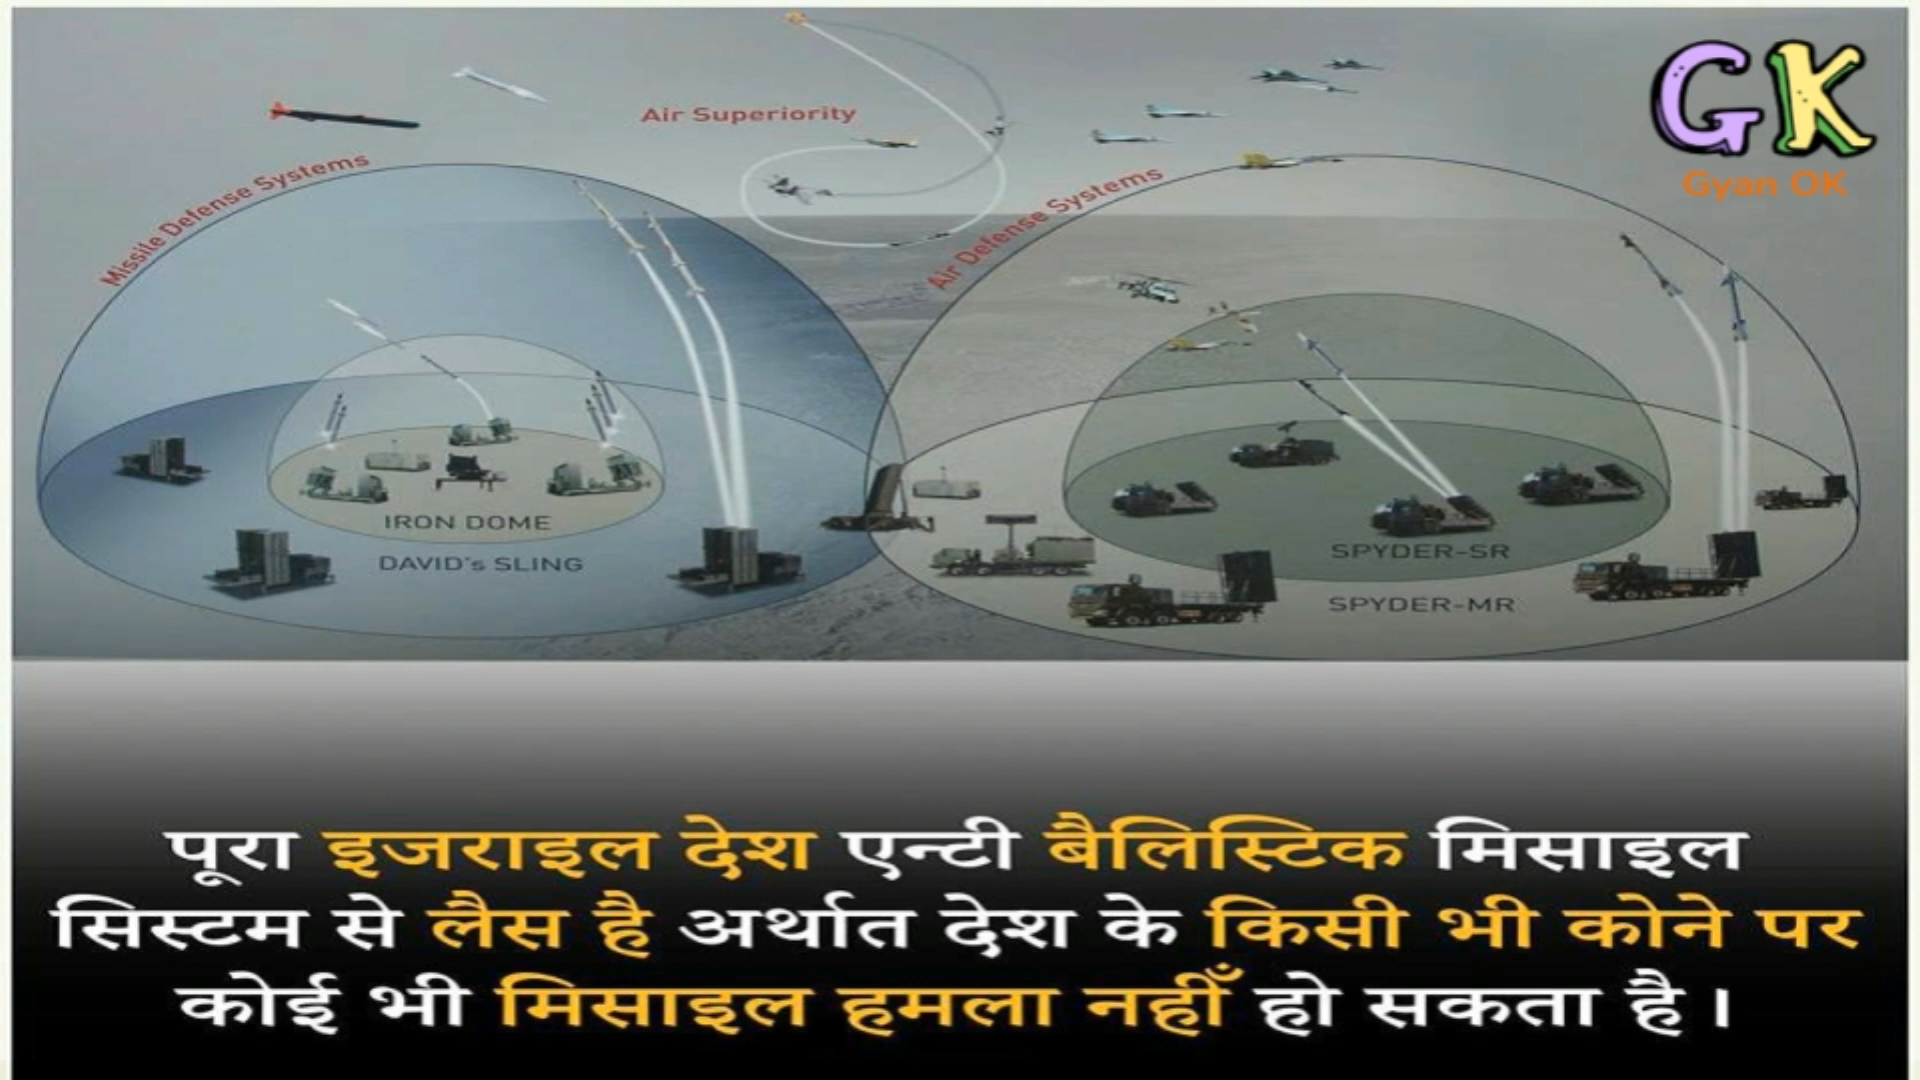 GK
Gyan OK
Air Superiority
Missile Defense Systems
Air Defense Systems
IRON DOME
DAVID's SLING
SPYDER-SR
SPYDER-MR
पूरा इजराइल देश एन्टी बैलिस्टिक मिसाइल
सिस्टम से लैस है अर्थात देश के किसी भी कोने पर
कोई भी मिसाइल हमला नहीं हो सकता है।